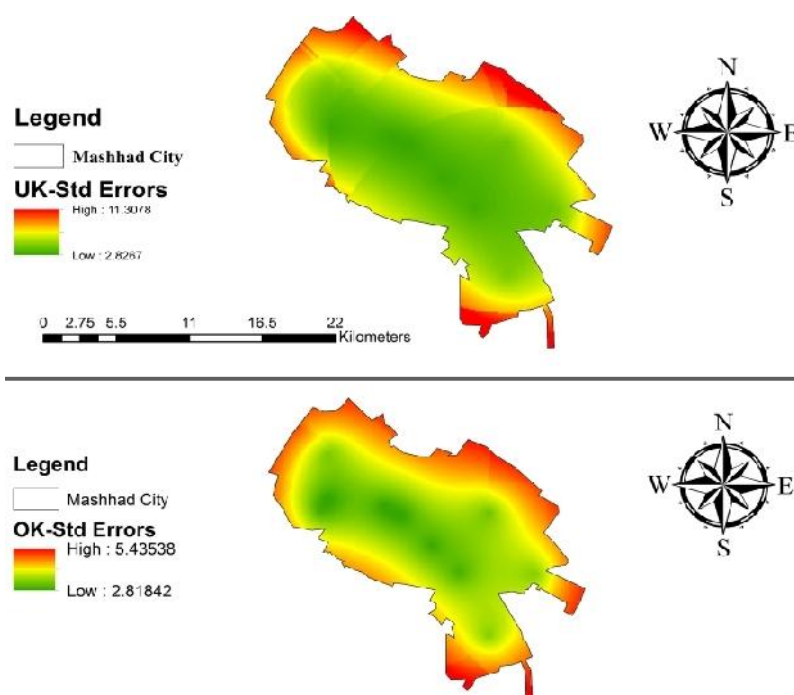 N
W E
S
Legend
Mashhad City
UK-Std Errors
High : 11.3078
Low : 2.8267
0 2.75 5.5 11 16.5 22
Kilometers
N
W E
S
Legend
Mashhad City
OK-Std Errors
High : 5.43538
Low : 2.81842